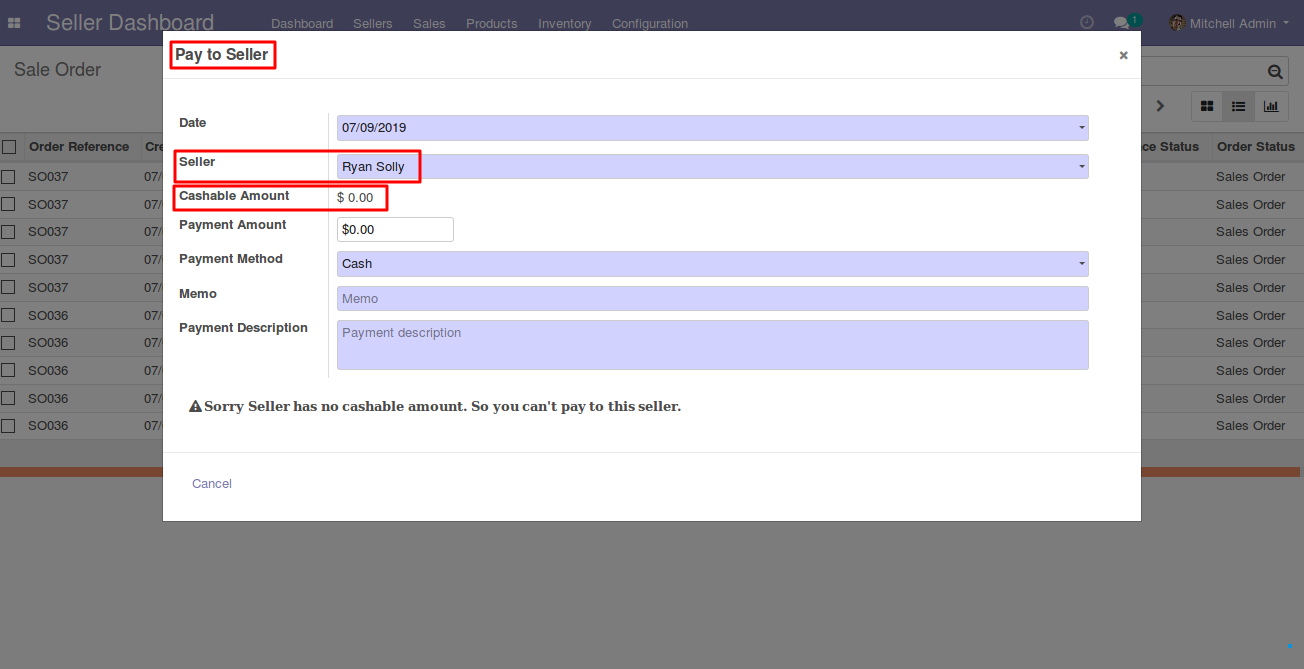 Seller Dashboard Dashboard Sellers Sales Products Inventory Configuration 1 Mitchell Admin
Pay to Seller ×
Sale Order
Date 07/09/2019
Order Reference Cre ce Status Order Status
Seller Ryan Solly
SO037 07/ Sales Order
Cashable Amount $ 0.00
SO037 07/ Sales Order
Payment Amount $0.00
SO037 07/ Sales Order
Payment Method Cash
SO037 07/ Sales Order
Memo Memo
SO037 07/ Sales Order
SO036 07/ Sales Order
Payment Description Payment description
SO036 07/ Sales Order
SO036 07/ Sales Order
SO036 07/ Sales Order
Sorry Seller has no cashable amount. So you can't pay to this seller.
SO036 07/ Sales Order
Cancel